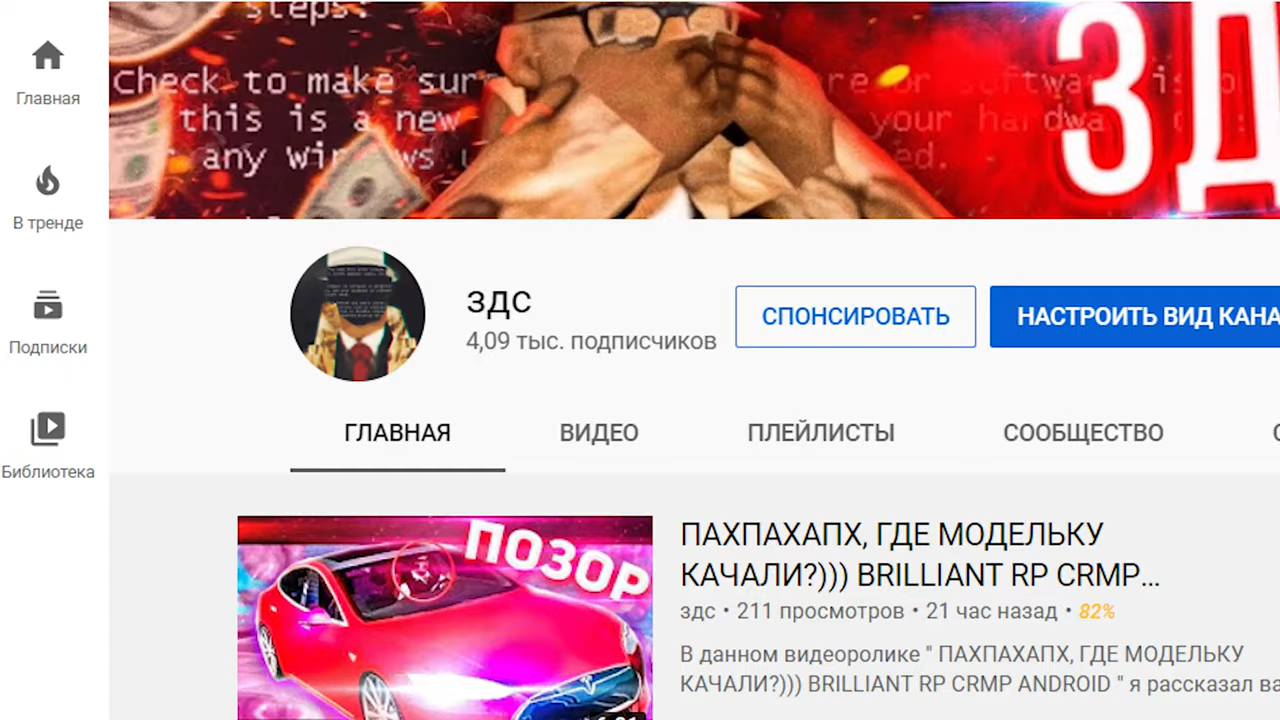 steps:
Check to make sur
this is a new your hardwa
any windows
ЗД
Главная
В тренде
Подписки
Библиотека
здс
4,09 тыс. подписчиков
СПОНСИРОВАТЬ
НАСТРОИТЬ ВИД КАНА
ГЛАВНАЯ ВИДЕО ПЛЕЙЛИСТЫ СООБЩЕСТВО
ПОЗОР
ПАХПАХАПХ, ГДЕ МОДЕЛЬКУ
КАЧАЛИ?))) BRILLIANT RP CRMP...
здс • 211 просмотров • 21 час назад • 82%
В данном видеоролике " ПАХПАХАПХ, ГДЕ МОДЕЛЬКУ
КАЧАЛИ?))) BRILLIANT RP CRMP ANDROID " я рассказал ва